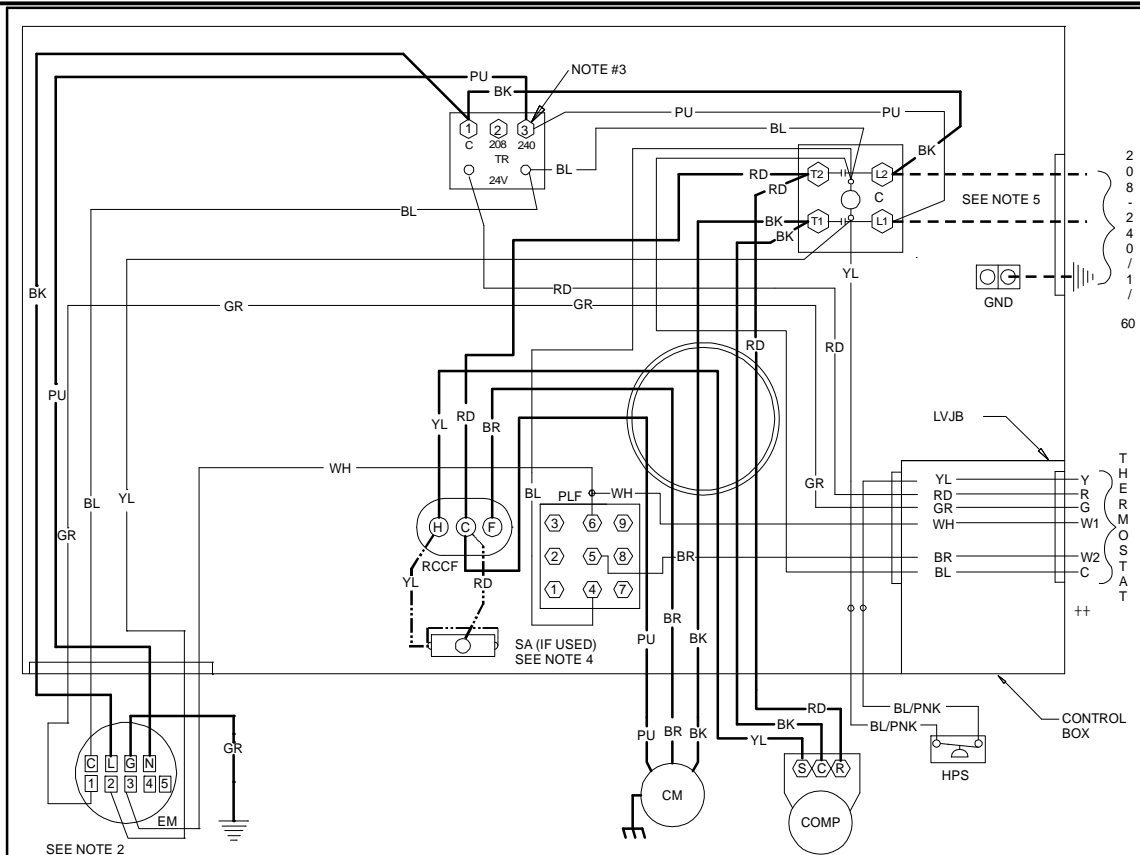 NOTE #3
PU
BK
PU
PU
BL
1
2
3
C
208
240
TR
24V
BL
BK
T2
L2
RD
RD
C
SEE NOTE 5
208-240/1/60
BK
BK
T1
L1
BL
YL
GND
BK
RD
GR
GR
PU
RD
RD
YL
RD
BR
LVJB
WH
THERMOSTAT
BL
YL
GR
BL
PLF
WH
GR
YL
Y
RD
R
GR
G
WH
W1
BR
BR
W2
BL
C
++
H
C
F
RCCF
3
6
9
2
5
8
1
4
7
YL
RD
SA (IF USED)
SEE NOTE 4
PU
BR
BK
RD
BL/PNK
BL/PNK
CONTROL
BOX
HPS
PU
BR
BK
YL
BK
S
C
R
GR
C
L
G
N
1
2
3
4
5
EM
CM
COMP
SEE NOTE 2